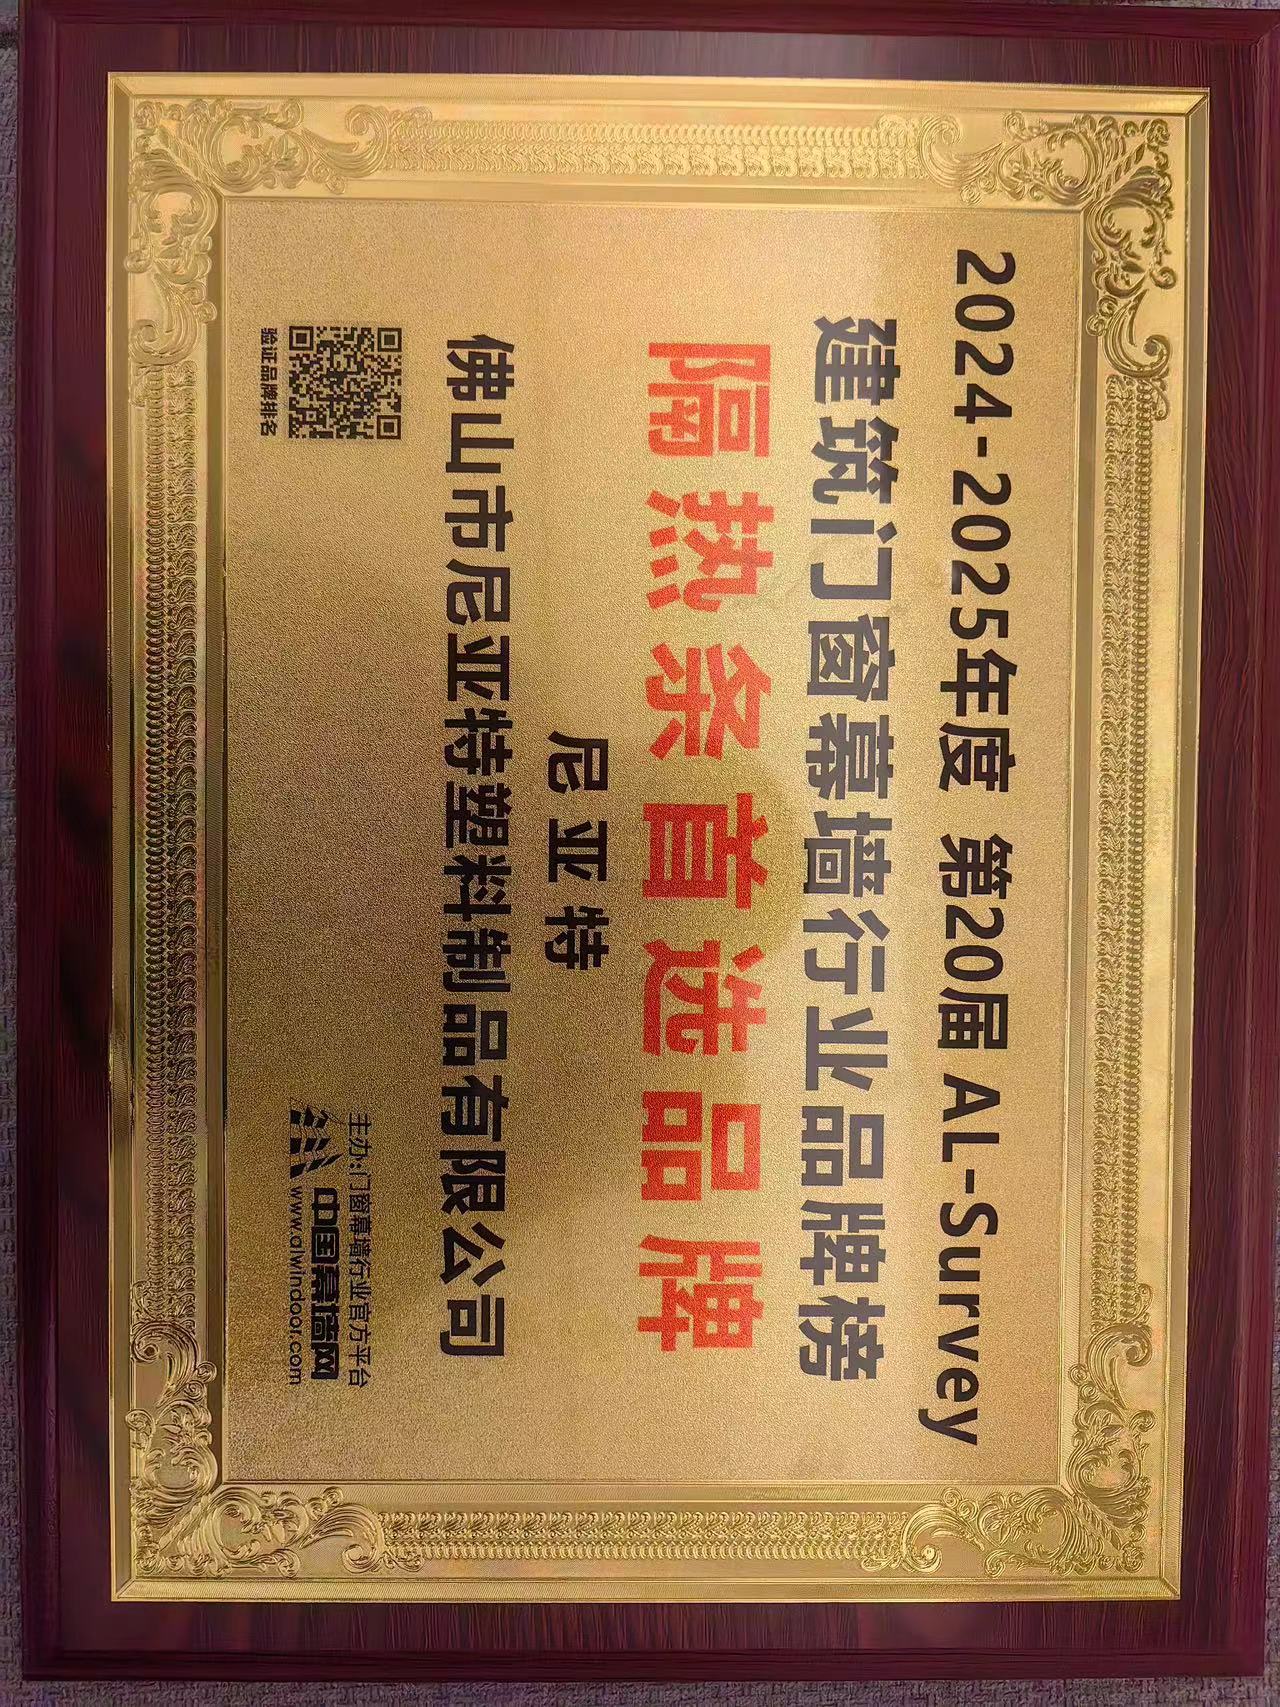 2024-2025年度 第20届 AL-Survey
建筑门窗幕墙行业品牌榜
隔热条首选品牌
尼亚特
佛山市尼亚特塑料制品有限公司
验证品牌排名
主办:门窗幕墙行业官方平台
中国幕墙网
www.alwindoor.com